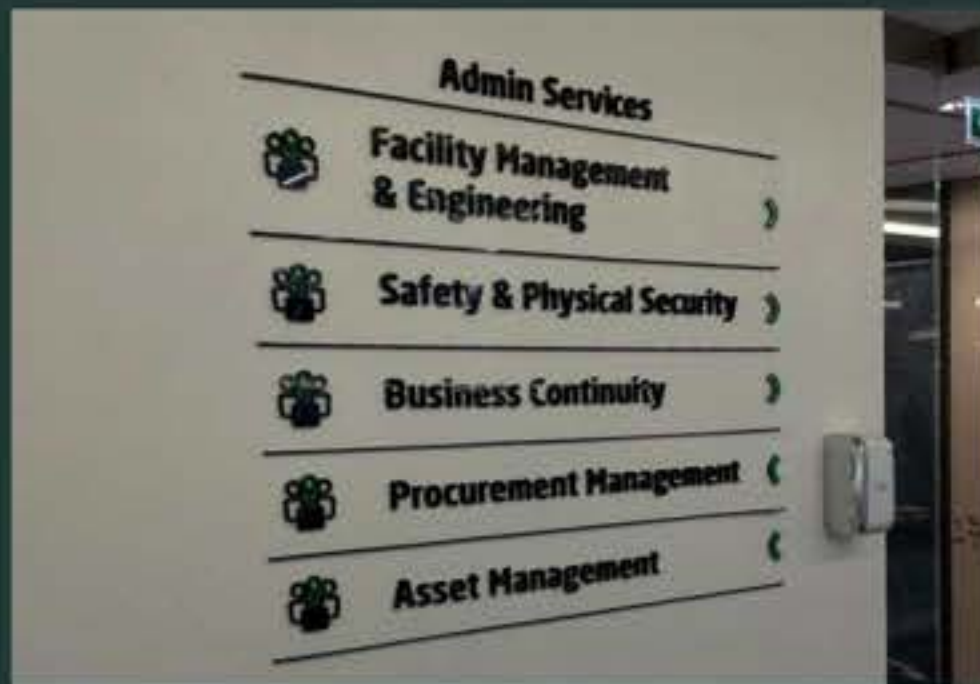 Admin Services
Facility Management
& Engineering
Safety & Physical Security
Business Continuity
Procurement Management
Asset Management